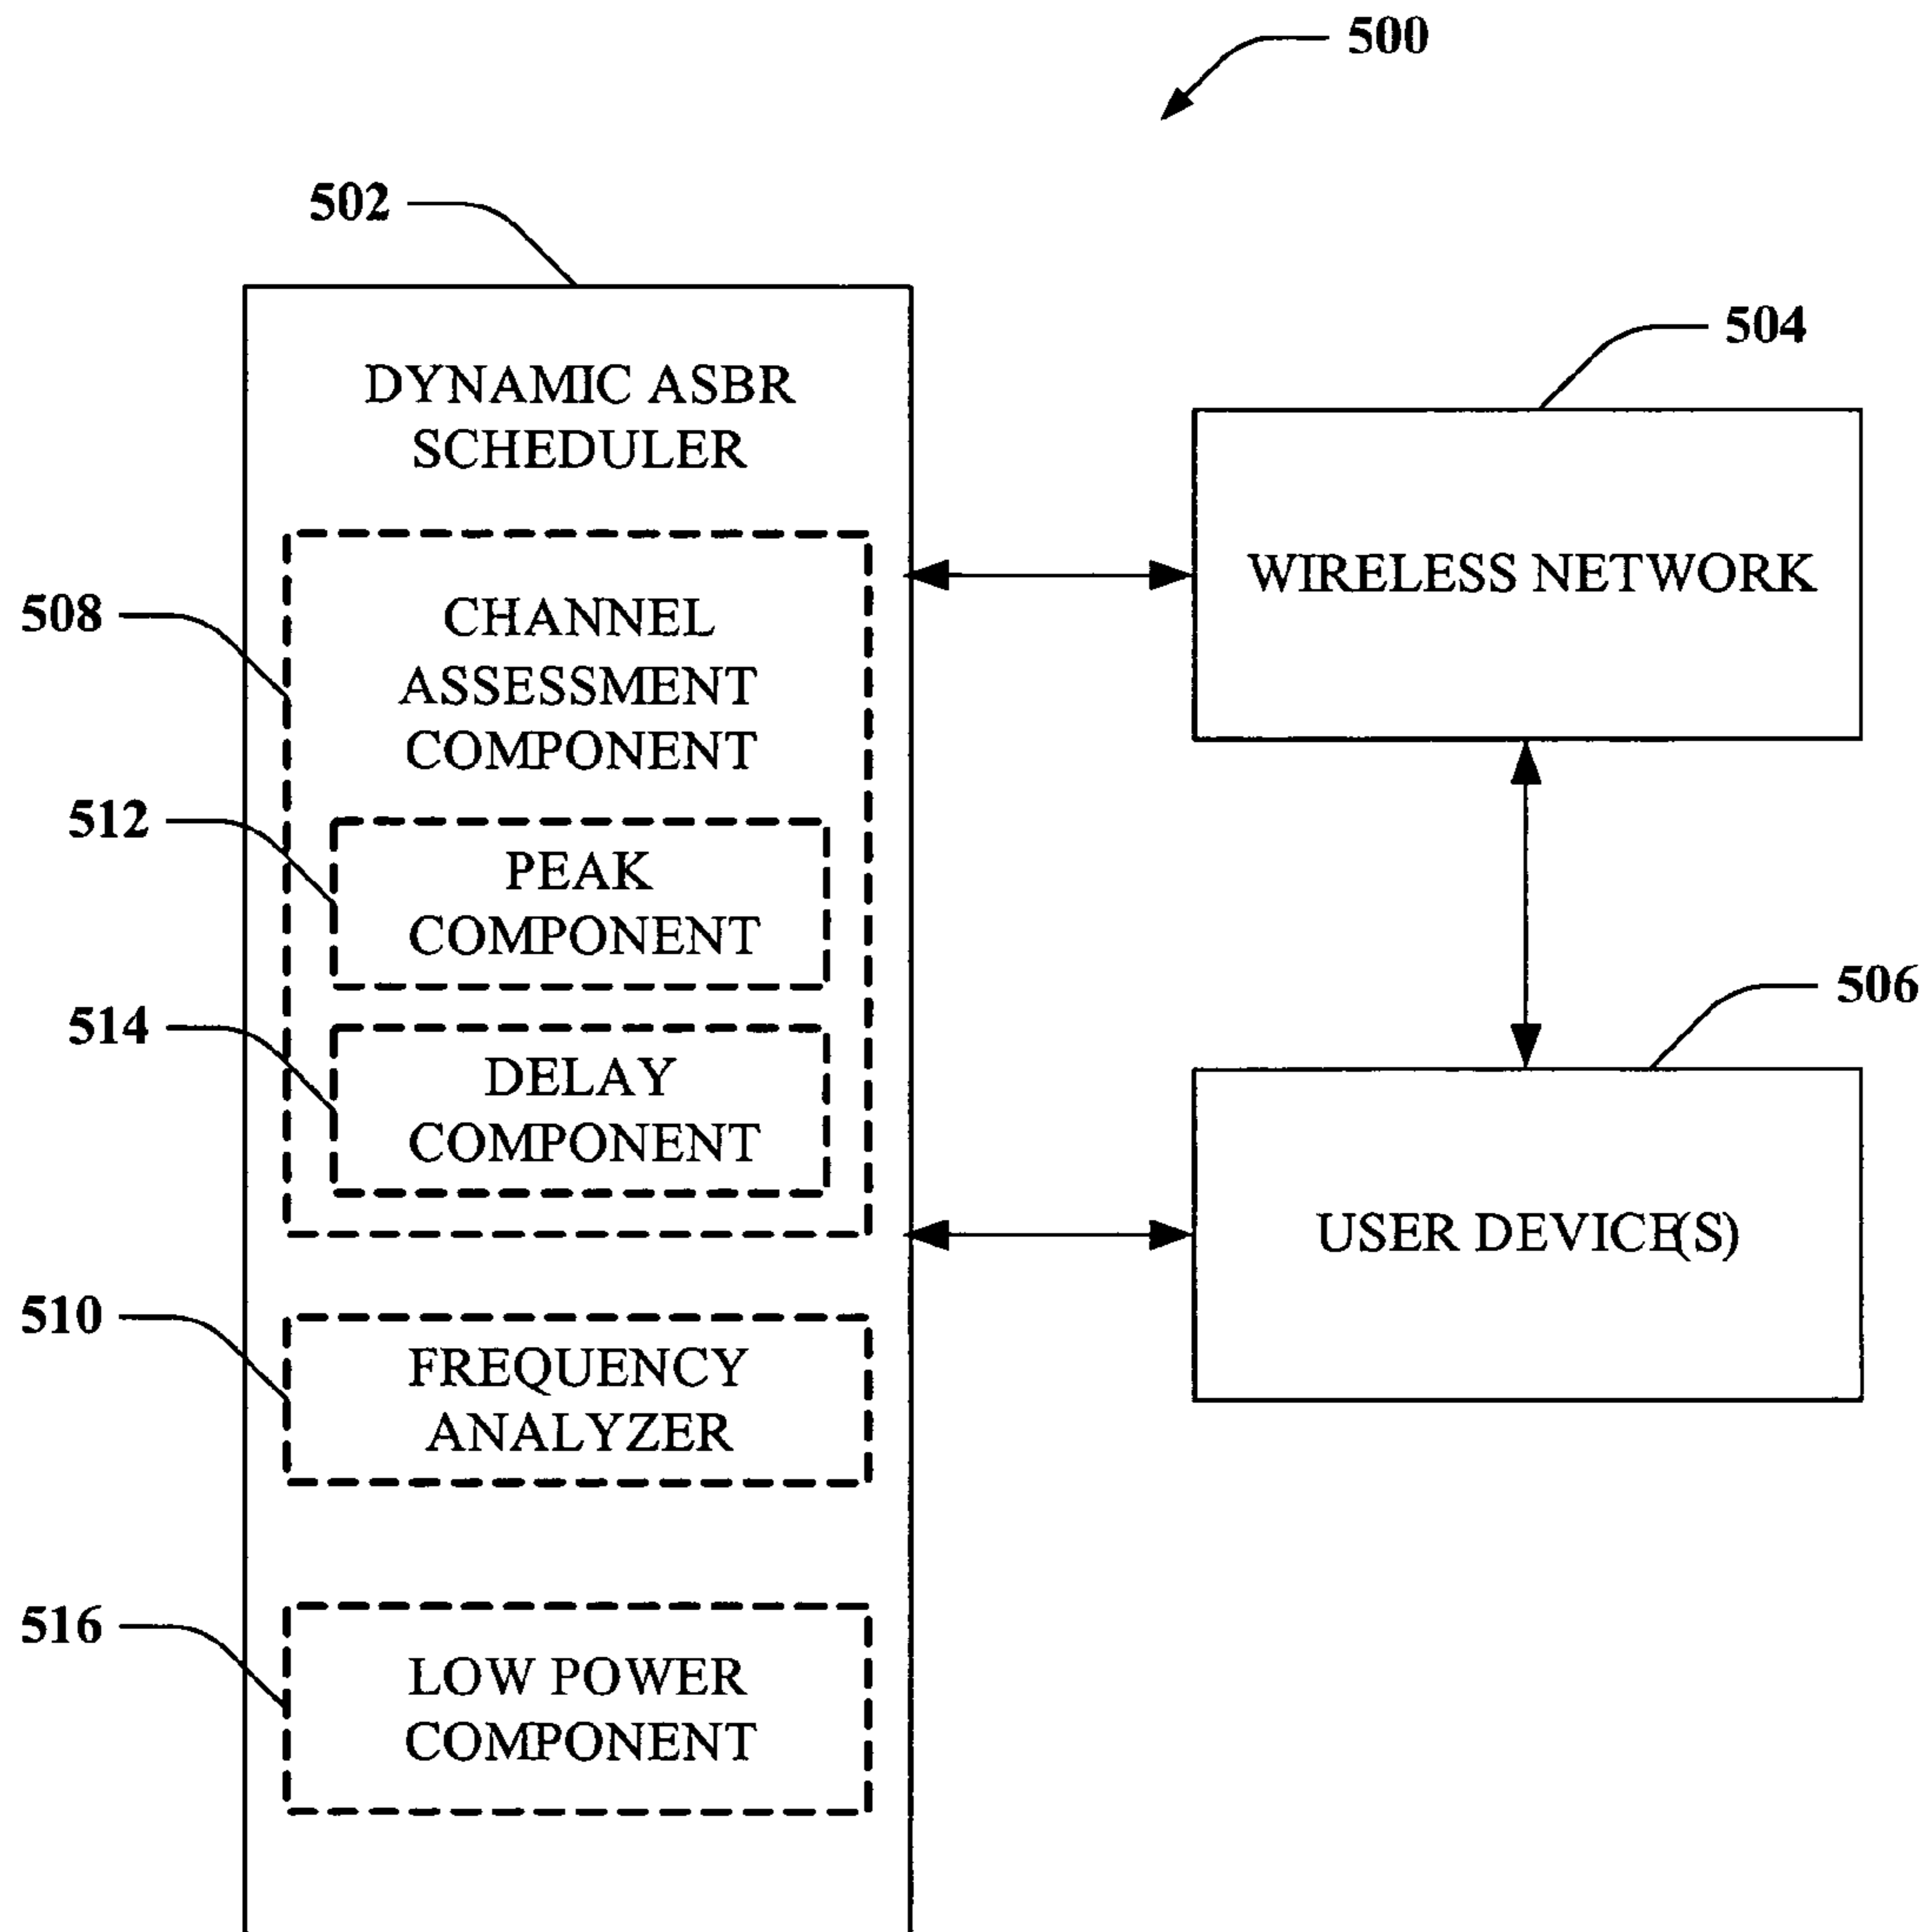 500
502
DYNAMIC ASBR
SCHEDULER
504
WIRELESS NETWORK
508
CHANNEL
ASSESSMENT
COMPONENT
512
PEAK
COMPONENT
514
DELAY
COMPONENT
506
USER DEVICE(S)
510
FREQUENCY
ANALYZER
516
LOW POWER
COMPONENT